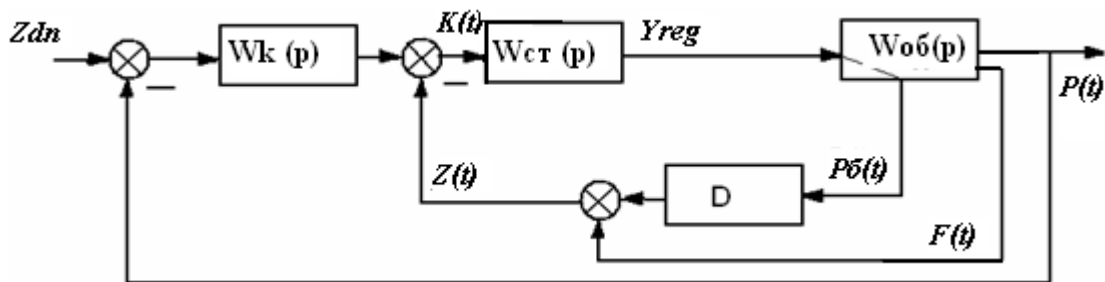 Zdn
Wk (p)
K(t)
Wст (p)
Yreg
Wоб(p)
P(t)
Z(t)
D
Pб(t)
F(t)